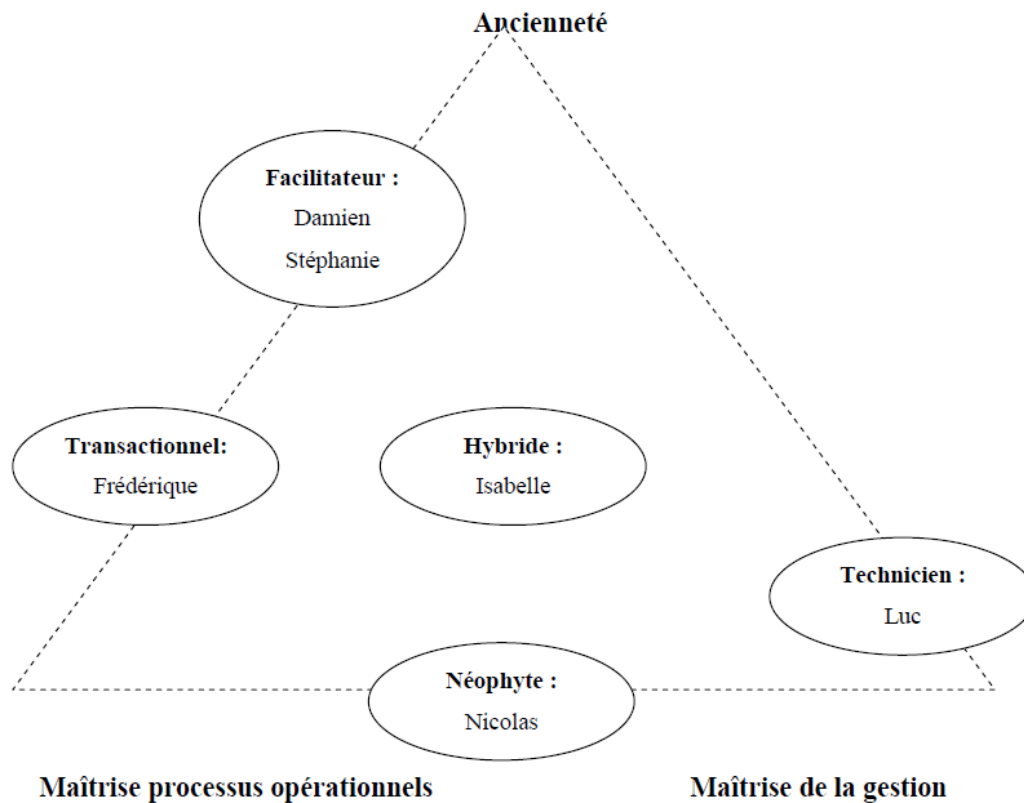 Ancienneté
Facilitateur :
Damien
Stéphanie
Transactionnel:
Frédérique
Hybride :
Isabelle
Technicien :
Luc
Néophyte :
Nicolas
Maîtrise processus opérationnels
Maîtrise de la gestion